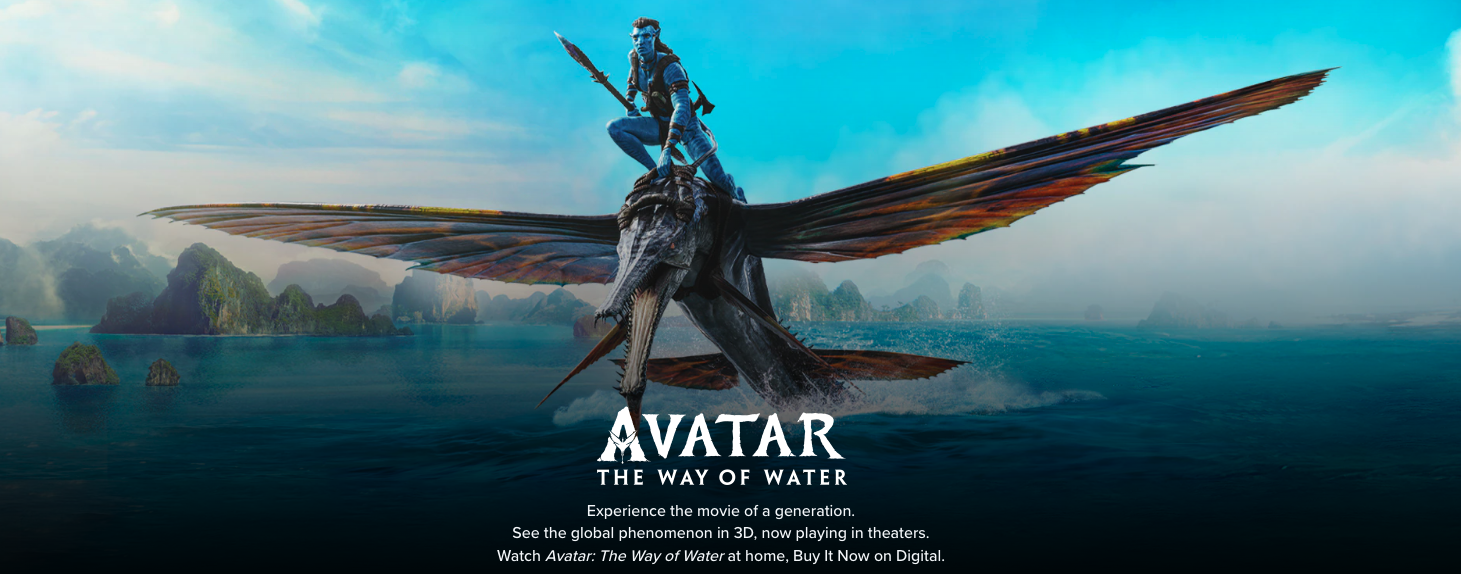 AVATAR
THE WAY OF WATER
Experience the movie of a generation.
See the global phenomenon in 3D, now playing in theaters.
Watch Avatar: The Way of Water at home, Buy It Now on Digital.